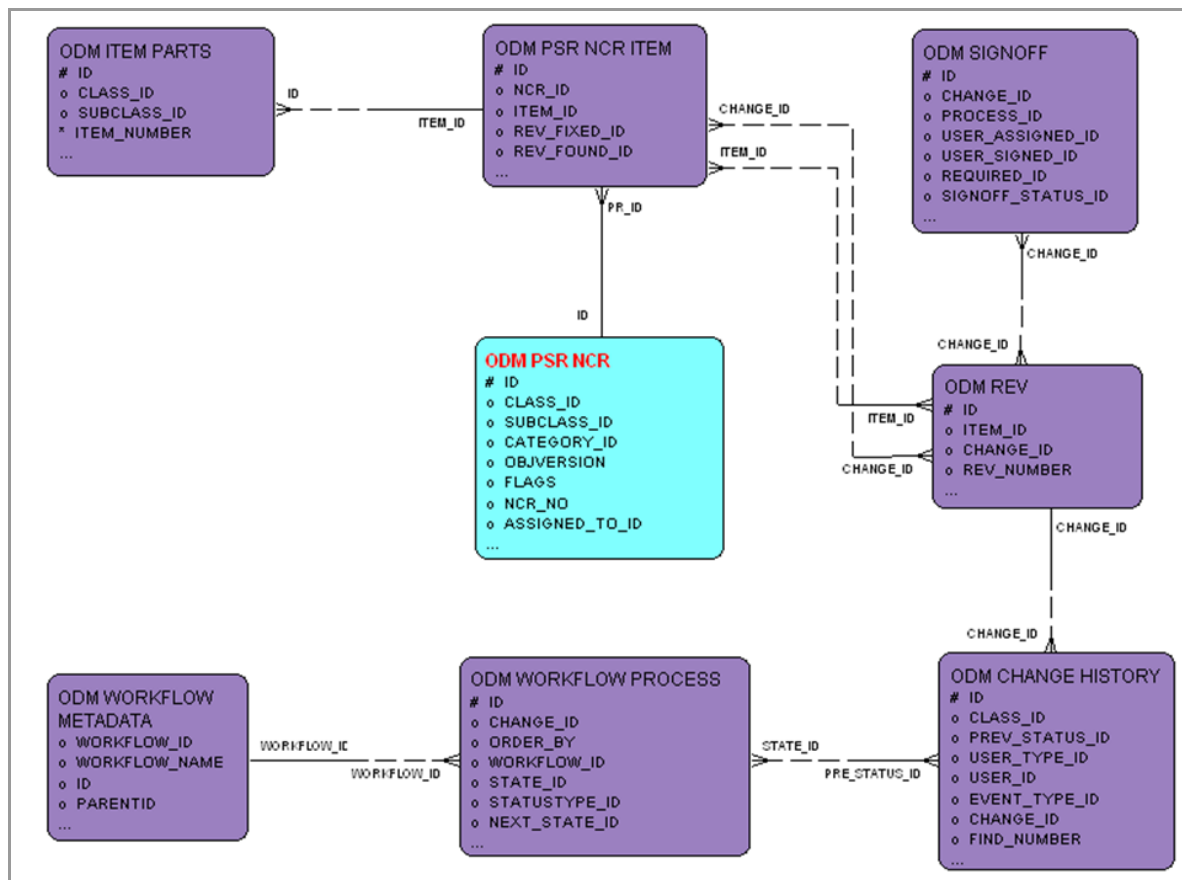 ODM ITEM PARTS
# ID
o CLASS_ID
o SUBCLASS_ID
* ITEM_NUMBER
...
ID
ITEM_ID
ODM PSR NCR ITEM
# ID
o NCR_ID
o ITEM_ID
o REV_FIXED_ID
o REV_FOUND_ID
...
CHANGE_ID
ITEM_ID
ODM SIGNOFF
# ID
o CHANGE_ID
o PROCESS_ID
o USER_ASSIGNED_ID
o USER_SIGNED_ID
o REQUIRED_ID
o SIGNOFF_STATUS_ID
...
CHANGE_ID
PR_ID
ID
ODM PSR NCR
# ID
o CLASS_ID
o SUBCLASS_ID
o CATEGORY_ID
o OBJVERSION
o FLAGS
o NCR_NO
o ASSIGNED_TO_ID
...
CHANGE_ID
ITEM_ID
CHANGE_ID
ODM REV
# ID
o ITEM_ID
o CHANGE_ID
o REV_NUMBER
...
CHANGE_ID
CHANGE_ID
ODM WORKFLOW
METADATA
o WORKFLOW_ID
o WORKFLOW_NAME
o ID
o PARENTID
...
WORKFLOW_ID
WORKFLOW_ID
ODM WORKFLOW PROCESS
# ID
o CHANGE_ID
o ORDER_BY
o WORKFLOW_ID
o STATE_ID
o STATUSTYPE_ID
o NEXT_STATE_ID
...
STATE_ID
PRE_STATUS_ID
ODM CHANGE HISTORY
# ID
o CLASS_ID
o PREV_STATUS_ID
o USER_TYPE_ID
o USER_ID
o EVENT_TYPE_ID
o CHANGE_ID
o FIND_NUMBER
...